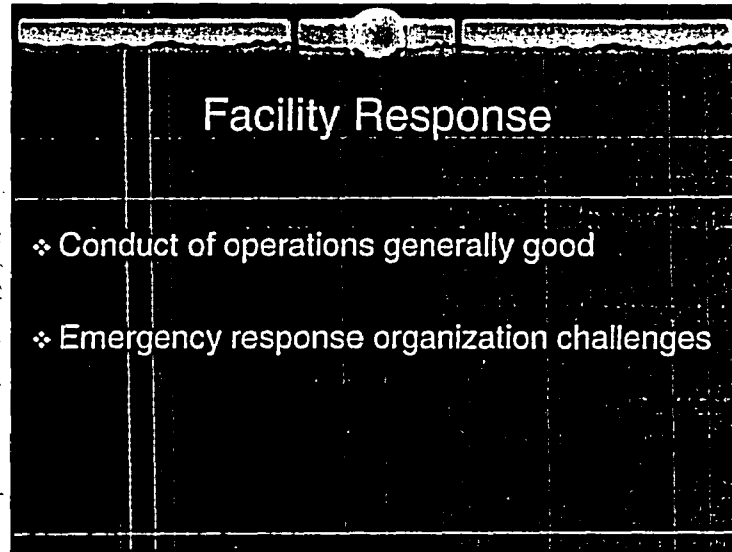 Facility Response
❖ Conduct of operations generally good
❖ Emergency response organization challenges